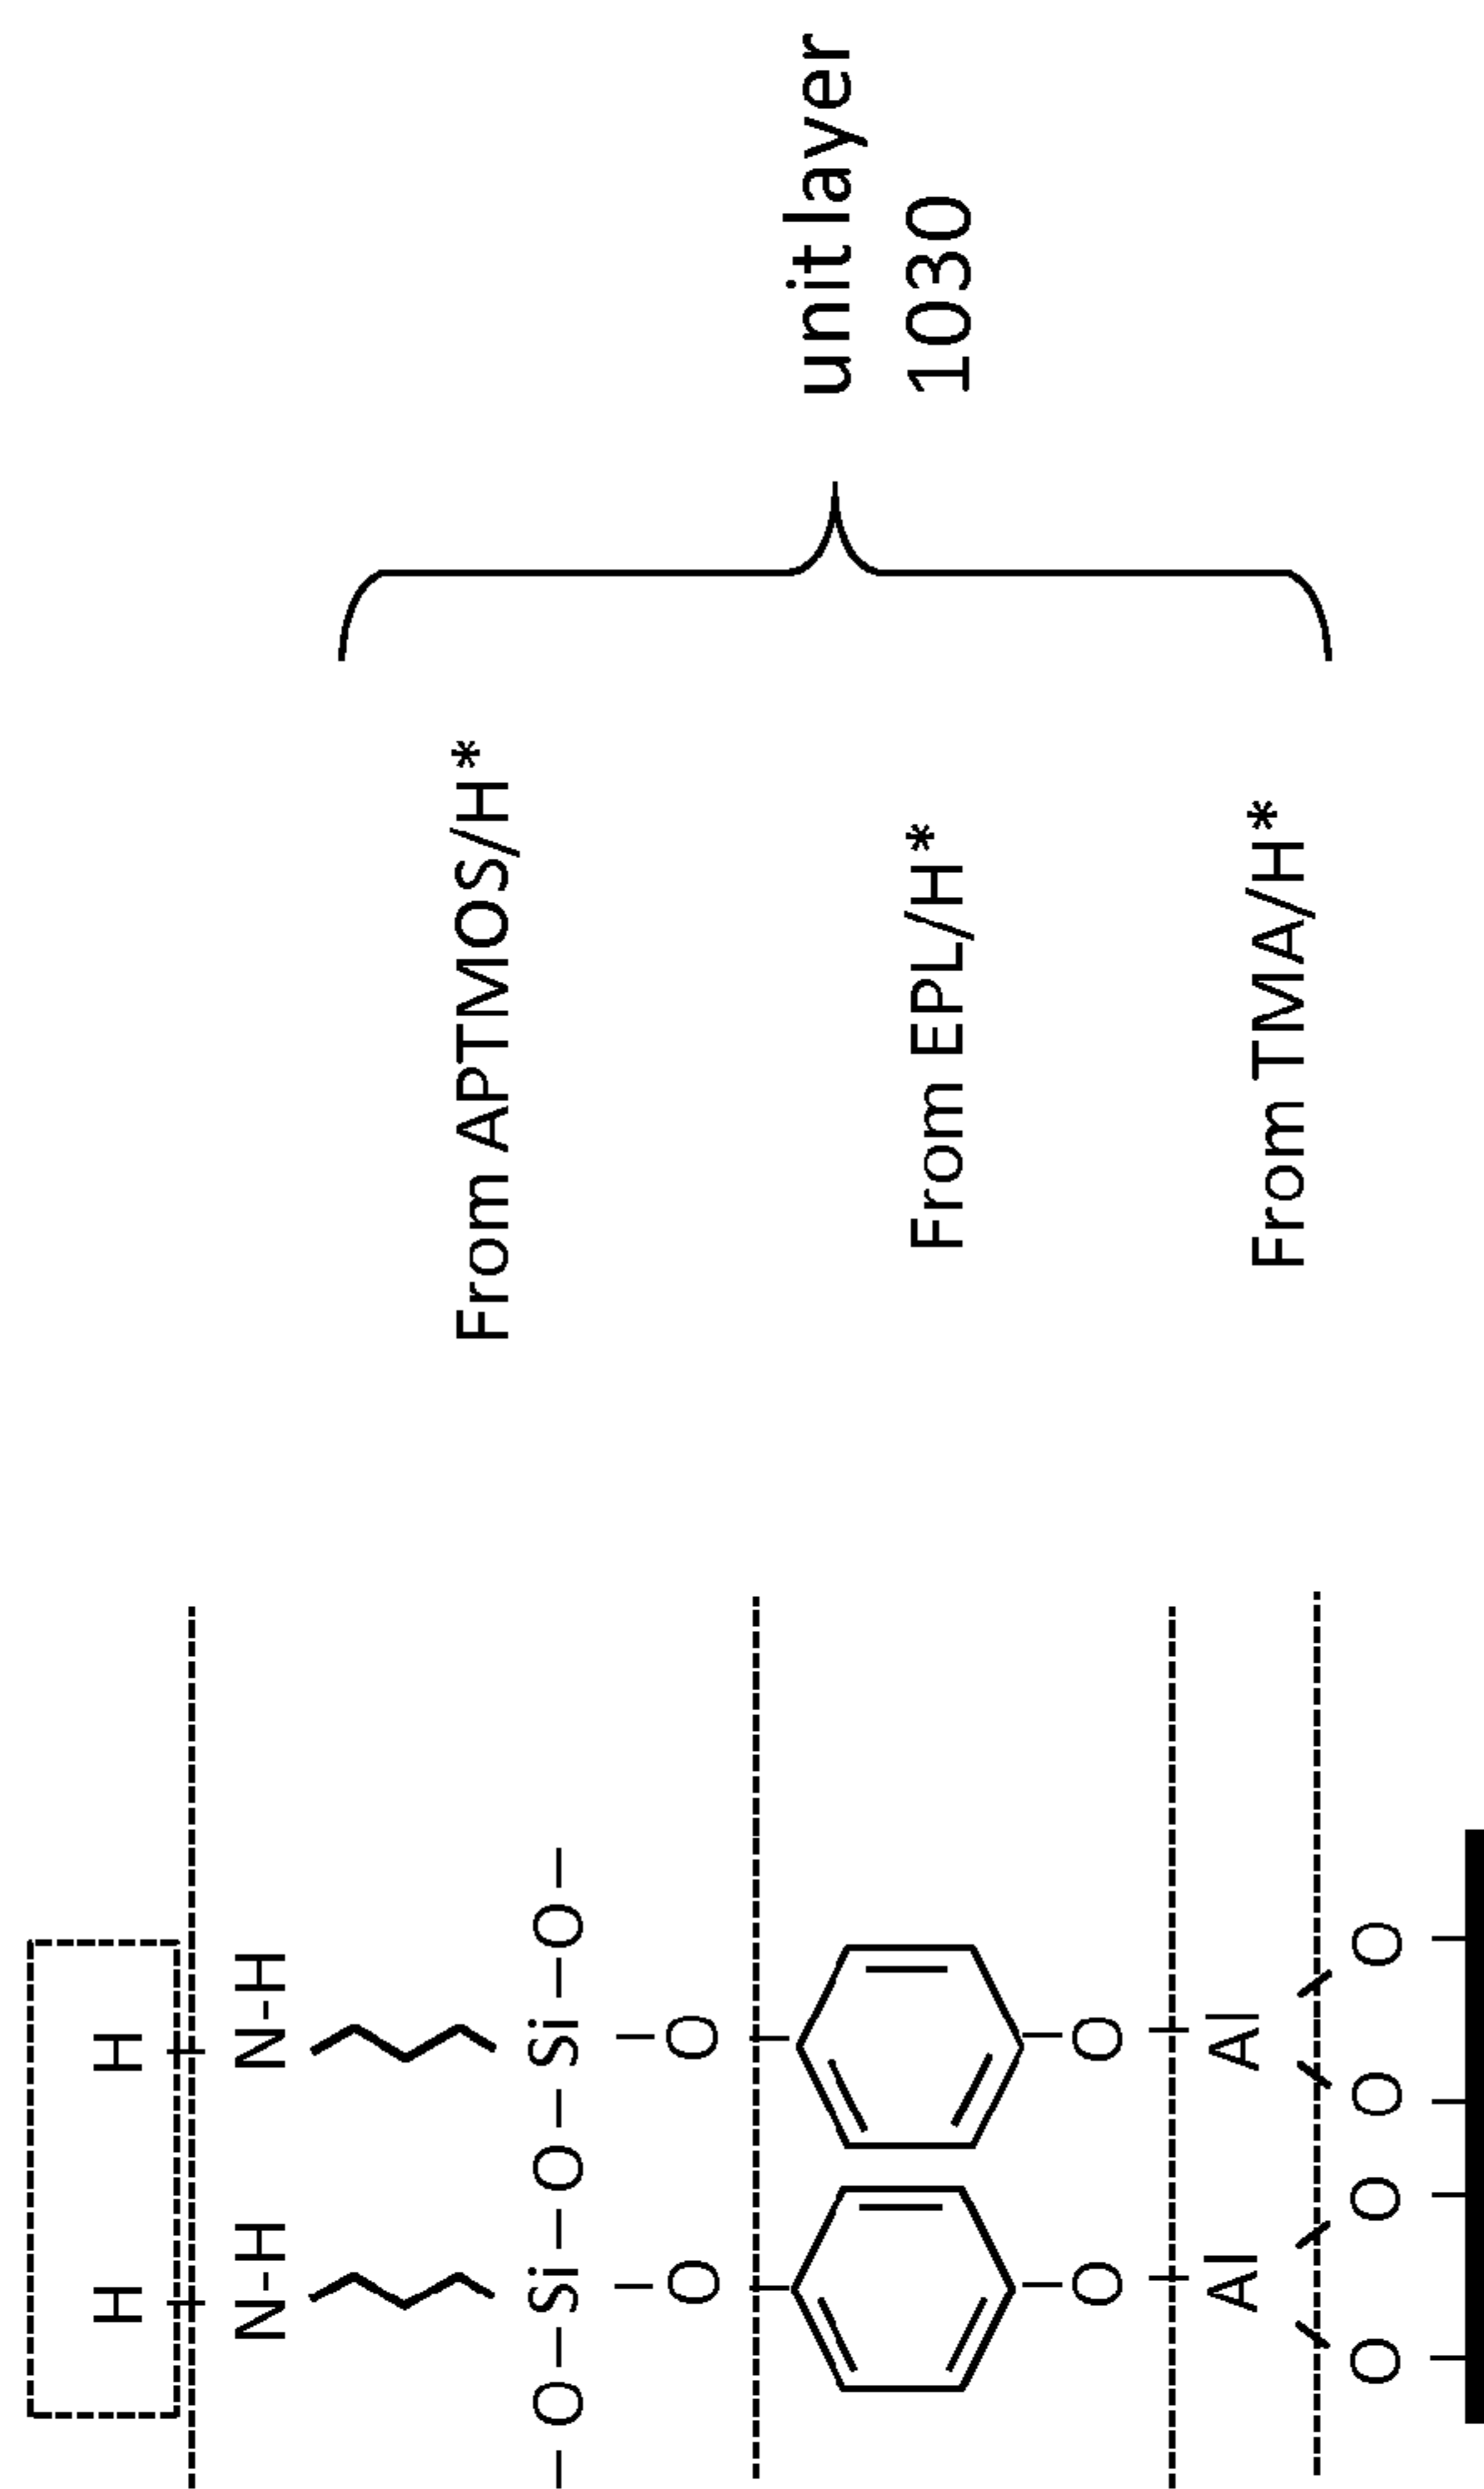 H H
N-H N-H
From APTMOS/H*
–O–Si–O–Si–O–
O O
unit layer
1030
From EPL/H*
O O
Al Al
From TMA/H*
O O O O